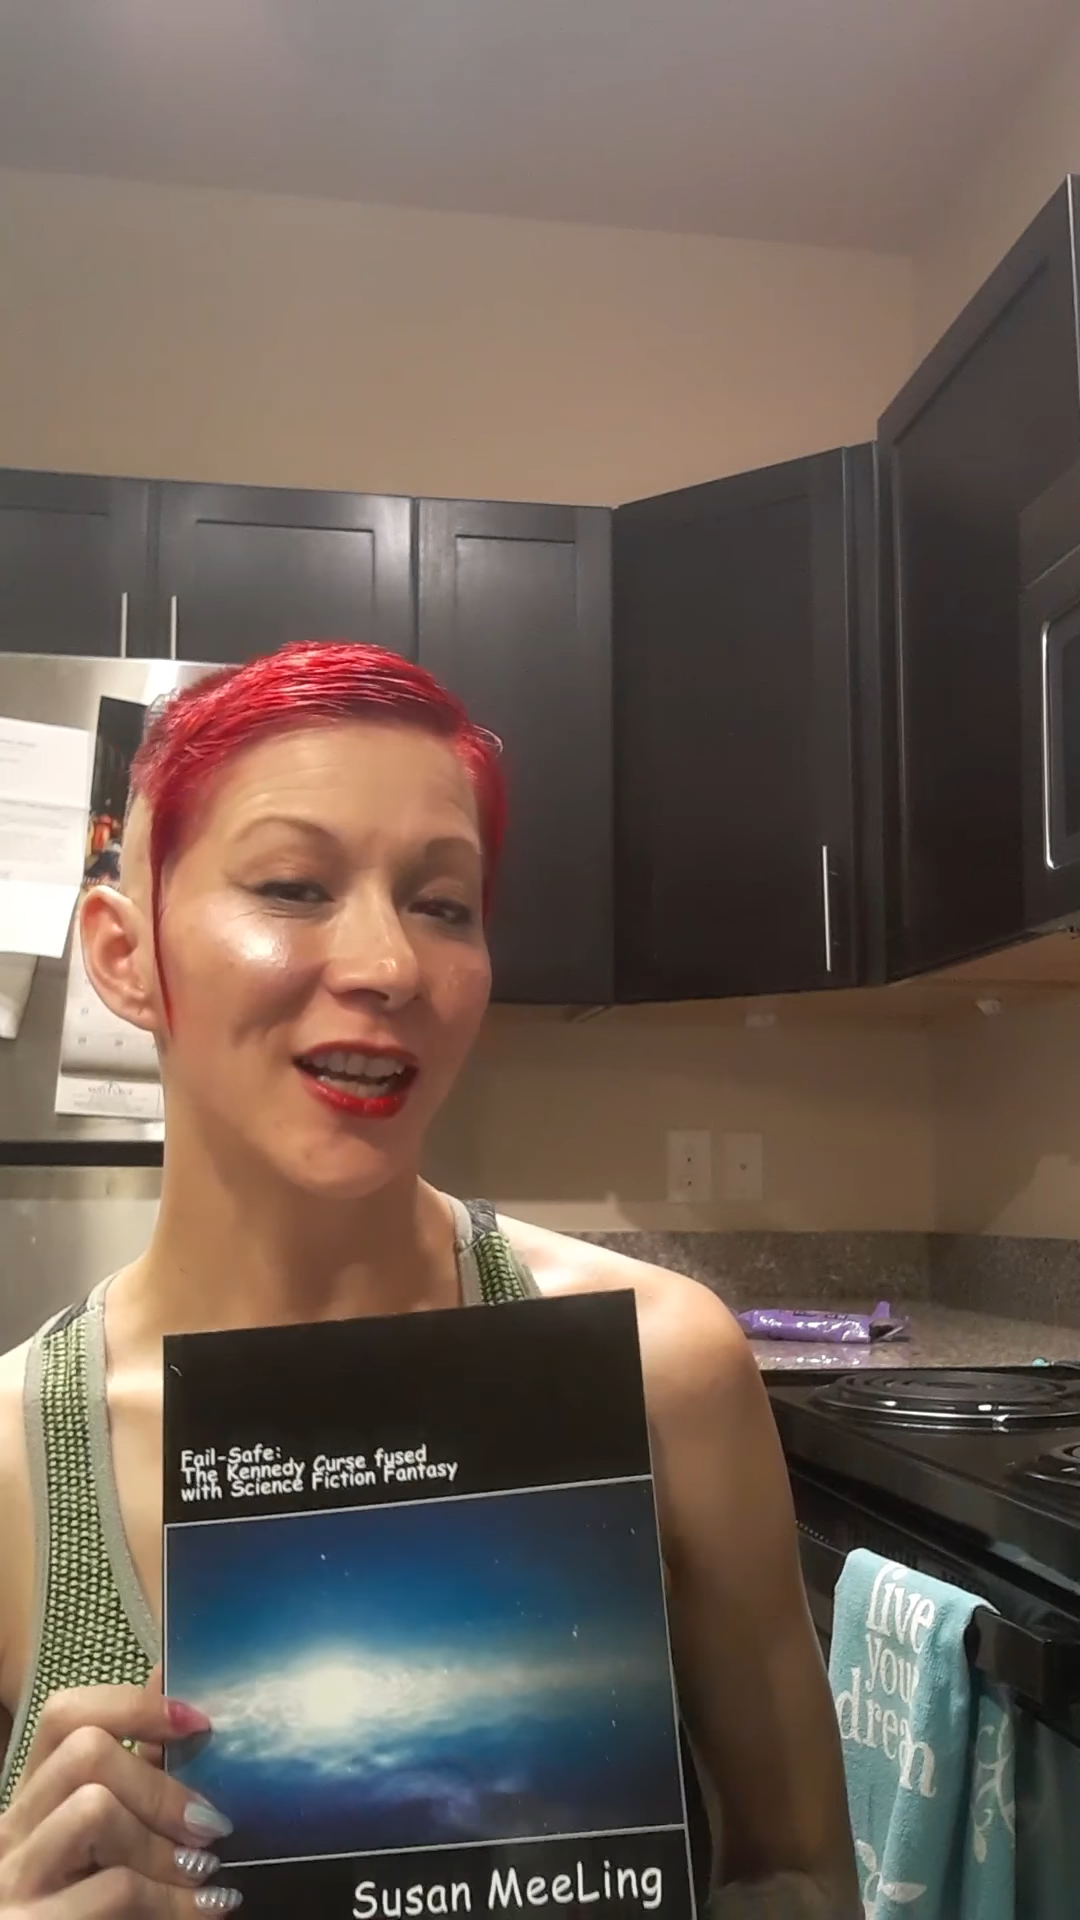 Fail-Safe:
The Kennedy Curse fused
with Science Fiction Fantasy
Susan MeeLing
live
your
dream